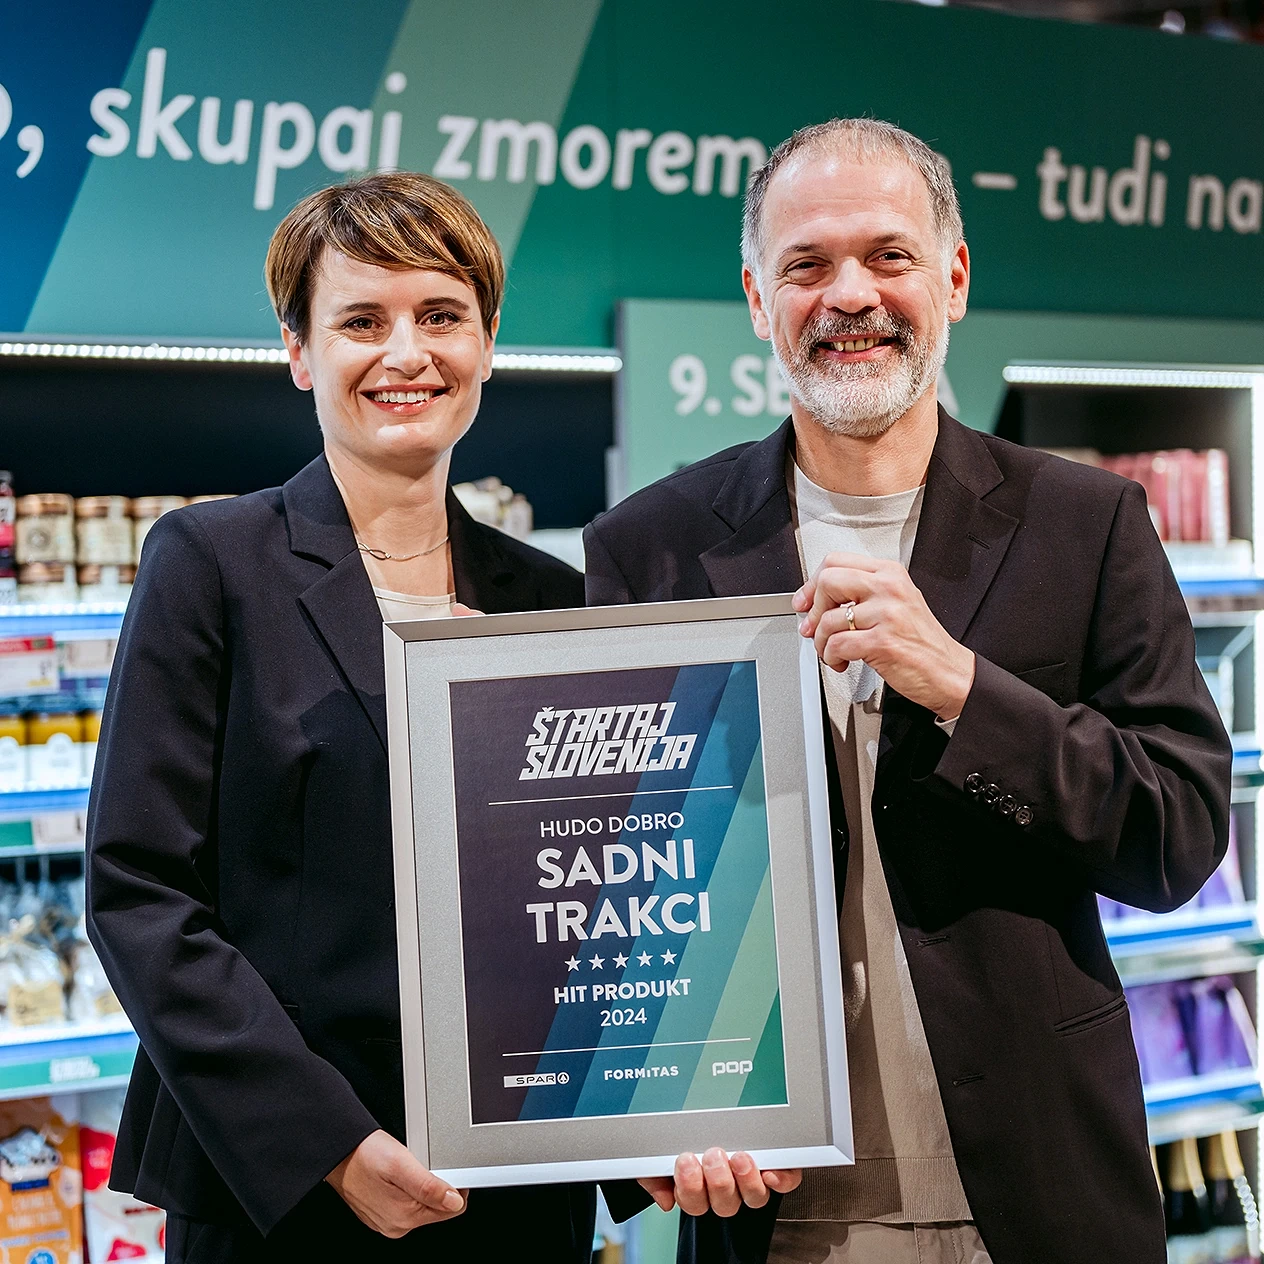 , skupaj zmorem – tudi na
9. SE
ŠTARTAJ
SLOVENIJA
HUDO DOBRO
SADNI
TRAKCI
HIT PRODUKT
2024
SPAR
FORMITAS
POP